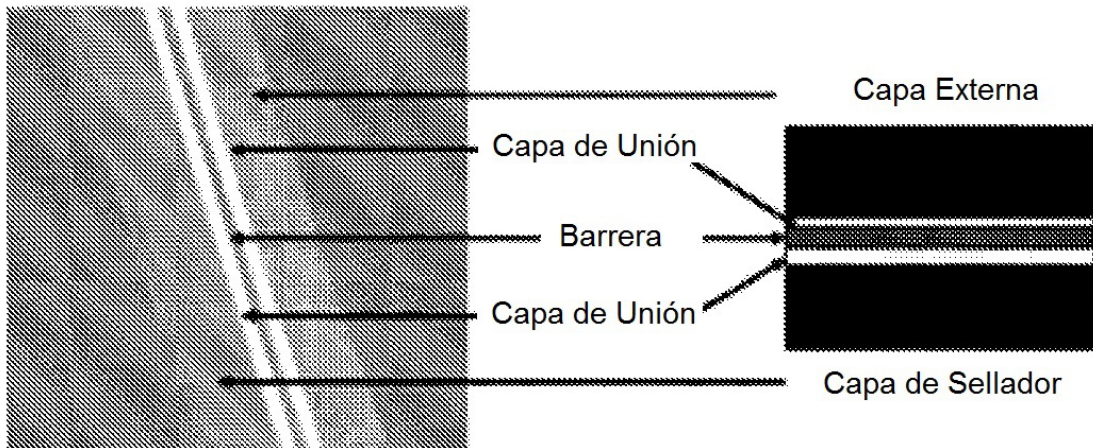 Capa Externa
Capa de Unión
Barrera
Capa de Unión
Capa de Sellador